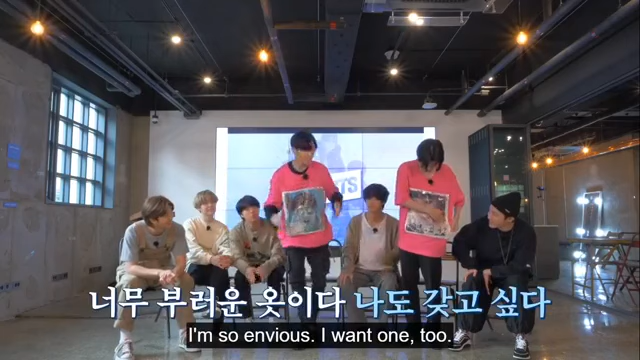 너무 부러운 옷이다 나도 갖고 싶다
I'm so envious. I want one, too.